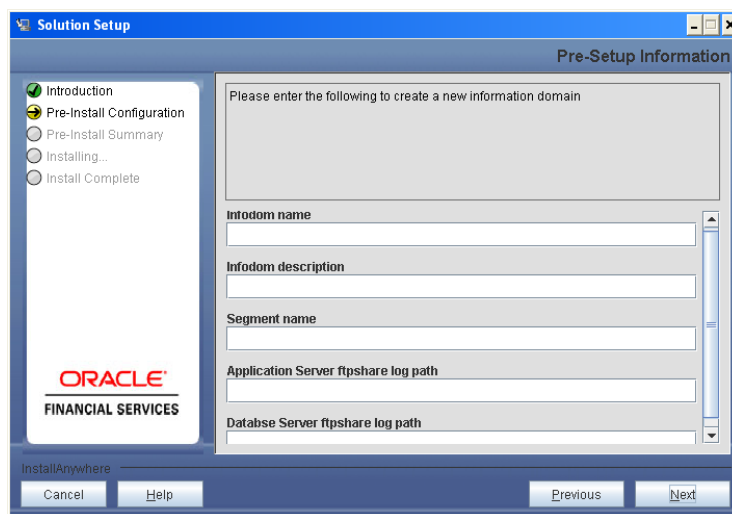 Solution Setup
Pre-Setup Information
Introduction
Pre-Install Configuration
Pre-Install Summary
Installing...
Install Complete
ORACLE
FINANCIAL SERVICES
Please enter the following to create a new information domain
Infodom name
Infodom description
Segment name
Application Server ftpshare log path
Databse Server ftpshare log path
InstallAnywhere
Cancel
Help
Previous
Next